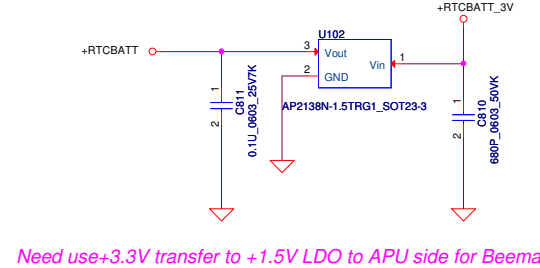 +RTCBATT_3V
U102
+RTCBATT
3
Vout
1
Vin
2
GND
AP2138N-1.5TRG1_SOT23-3
1
2
C811
0.1U_0603_25V7K
1
2
C810
680P_0603_50VK
Need use+3.3V transfer to +1.5V LDO to APU side for Beema